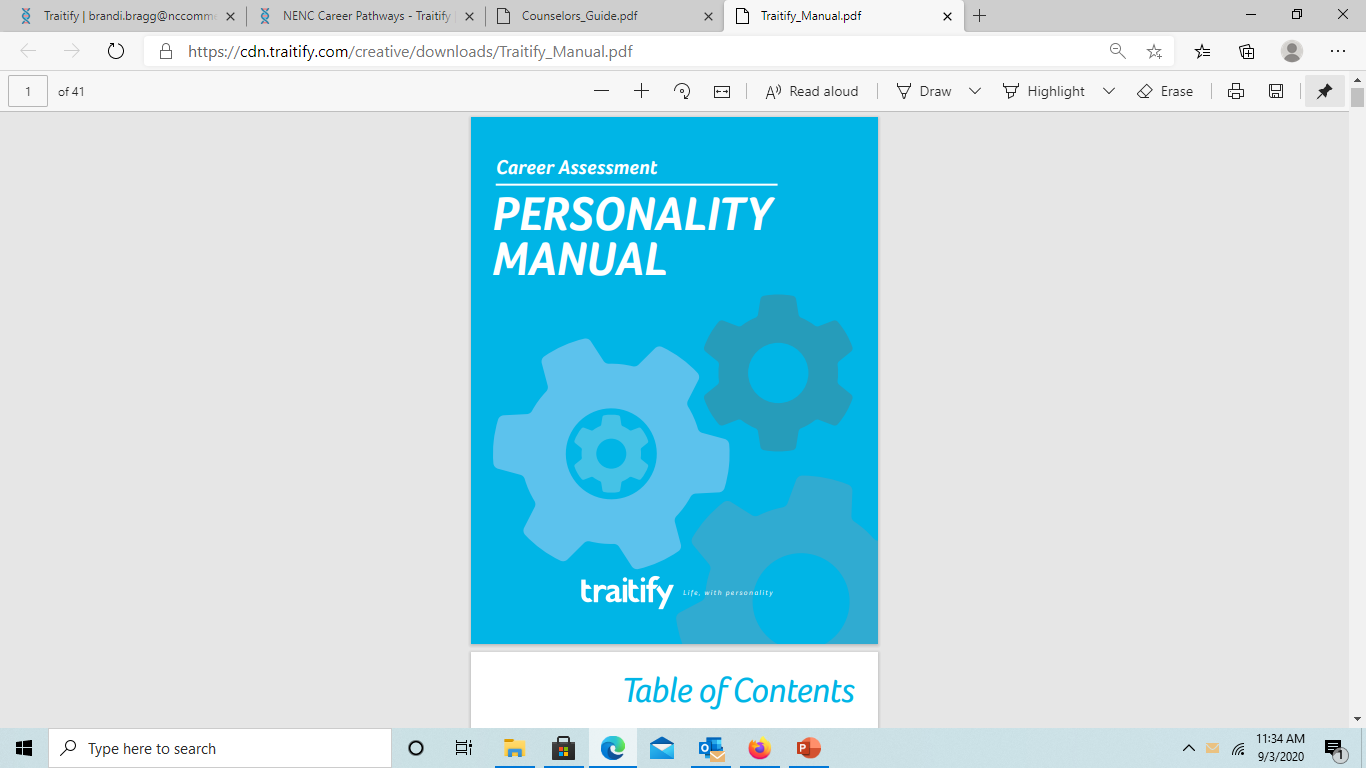 Traitify | brandi.bragg@nccomme
NENC Career Pathways - Traitify
Counselors_Guide.pdf
Traitify_Manual.pdf
https://cdn.traitify.com/creative/downloads/Traitify_Manual.pdf
1 of 41
Read aloud
Draw
Highlight
Erase
Career Assessment
PERSONALITY
MANUAL
traitify Life, with personality
Table of Contents
Type here to search
11:34 AM
9/3/2020
1